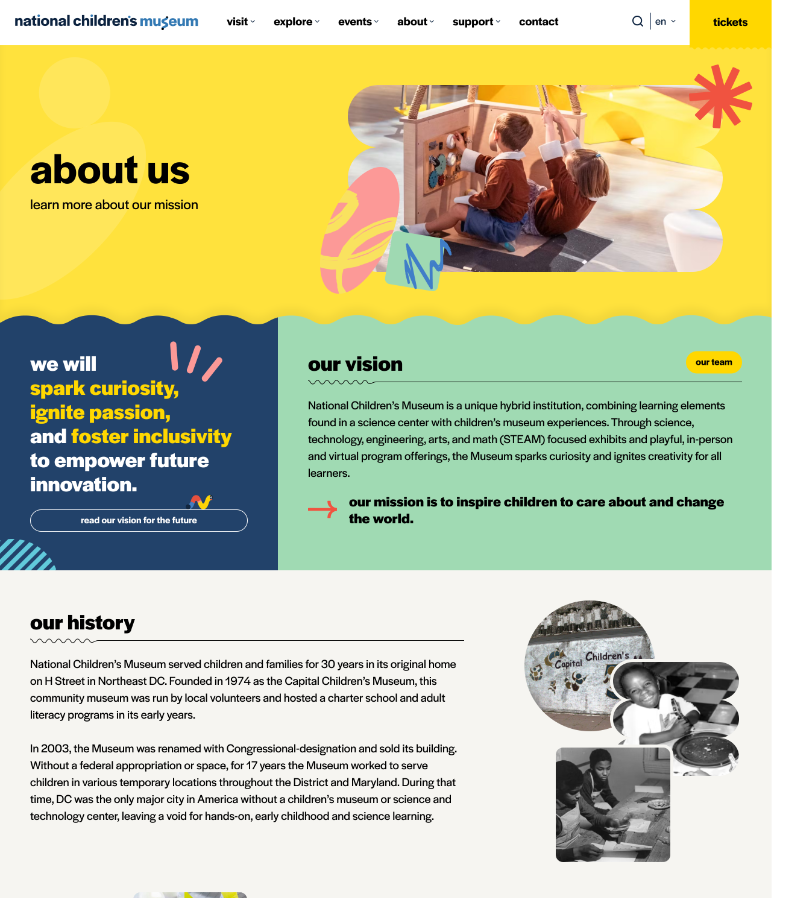 national children's museum
visit
explore
events
about
support
contact
en
tickets
about us
learn more about our mission
we will
spark curiosity,
ignite passion,
and foster inclusivity
to empower future
innovation.
read our vision for the future
our vision
our team
National Children's Museum is a unique hybrid institution, combining learning elements
found in a science center with children's museum experiences. Through science,
technology, engineering, arts, and math (STEAM) focused exhibits and playful, in-person
and virtual program offerings, the Museum sparks curiosity and ignites creativity for all
learners.
our mission is to inspire children to care about and change
the world.
our history
National Children's Museum served children and families for 30 years in its original home
on H Street in Northeast DC. Founded in 1974 as the Capital Children's Museum, this
community museum was run by local volunteers and hosted a charter school and adult
literacy programs in its early years.
In 2003, the Museum was renamed with Congressional-designation and sold its building.
Without a federal appropriation or space, for 17 years the Museum worked to serve
children in various temporary locations throughout the District and Maryland. During that
time, DC was the only major city in America without a children's museum or science and
technology center, leaving a void for hands-on, early childhood and science learning.
Capital Children's